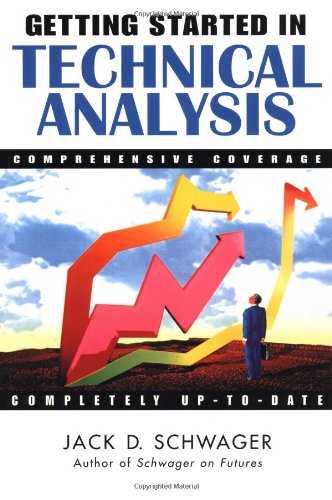 GETTING STARTED IN
TECHNICAL
ANALYSIS
COMPREHENSIVE COVERAGE
COMPLETELY UP-TO-DATE
JACK D. SCHWAGER
Author of Schwager on Futures